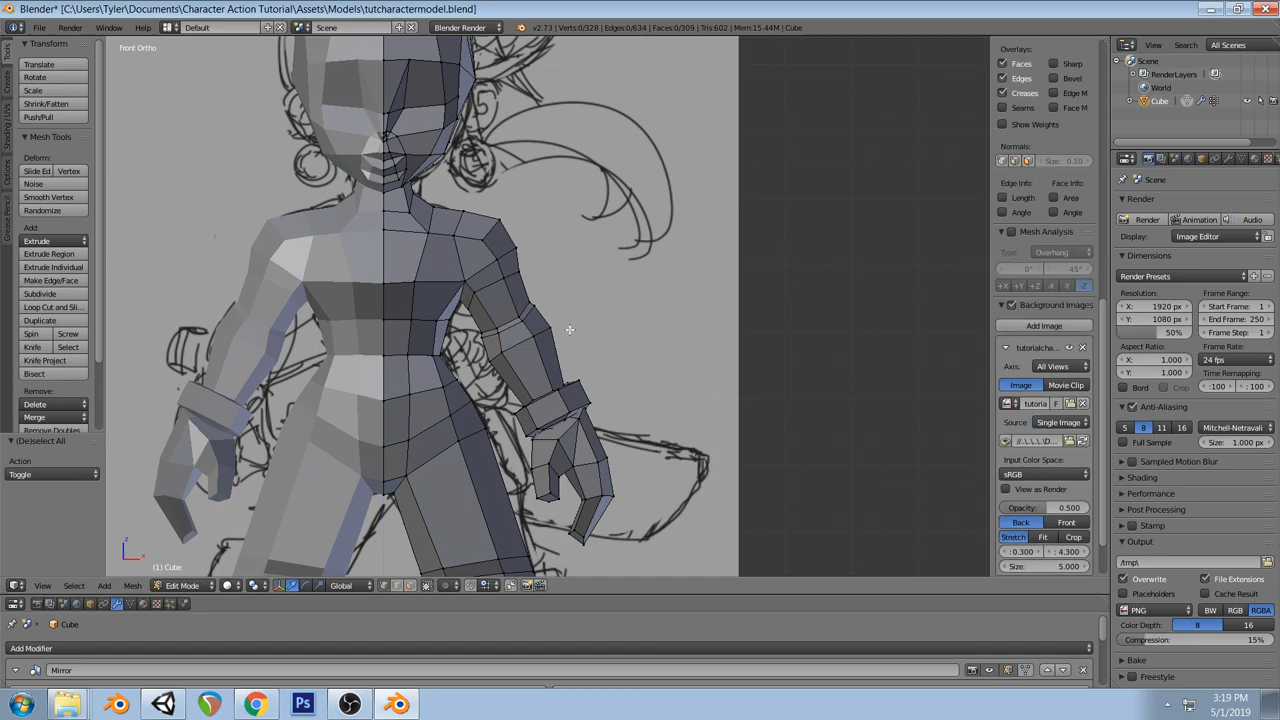 Blender* [C:\Users\Tyler\Documents\Character Action Tutorial\Assets\Models\tutcharactermodel.blend]
File Render Window Help Default Scene Blender Render v2.73 | Verts:0/328 | Edges:0/634 | Faces:0/309 | Tris:602 | Mem:15.44M | Cube
View Search All Scenes
Scene
RenderLayers
World
Cube
Tools
Create
Shading / UVs
Options
Grease Pencil
Transform
Translate
Rotate
Scale
Shrink/Fatten
Push/Pull
Mesh Tools
Deform:
Slide Ed Vertex
Noise
Smooth Vertex
Randomize
Add:
Extrude
Extrude Region
Extrude Individual
Make Edge/Face
Subdivide
Loop Cut and Sli...
Duplicate
Spin Screw
Knife Select
Knife Project
Bisect
Remove:
Delete
Merge
Remove Doubles
(De)select All
Action
Toggle
Front Ortho
z
x
(1) Cube
Overlays:
Faces Sharp
Edges Bevel
Creases Edge M
Seams Face M
Show Weights
Normals:
Size: 0.10
Edge Info: Face Info:
Length Area
Angle Angle
Mesh Analysis
Type: Overhang
0° 45°
+X +Y +Z -X -Y -Z
Background Images
Add Image
tutorialcha...
Axis: All Views
Image Movie Clip
tutoria F
Source Single Image
//..\..\..\..\D...
Input Color Space:
sRGB
View as Render
Opacity: 0.500
Back Front
Stretch Fit Crop
:0.300 : 4.300
Size: 5.000
Scene
Render
Render Animation Audio
Display: Image Editor
Dimensions
Render Presets
Resolution: Frame Range:
X: 1920 px Start Frame: 1
Y: 1080 px End Frame: 250
50% Frame Step: 1
Aspect Ratio: Frame Rate:
X: 1.000 24 fps
Y: 1.000 Time Remapping:
Bord Crop :100 : 100
Anti-Aliasing
5 8 11 16 Mitchell-Netravali
Full Sample Size: 1.000 px
Sampled Motion Blur
Shading
Performance
Post Processing
Stamp
Output
/tmp\
Overwrite File Extensions
Placeholders Cache Result
PNG BW RGB RGBA
Color Depth: 8 16
Compression: 15%
Bake
Freestyle
View Select Add Mesh Edit Mode Global
Cube
Add Modifier
Mirror
Ps
3:19 PM
5/1/2019